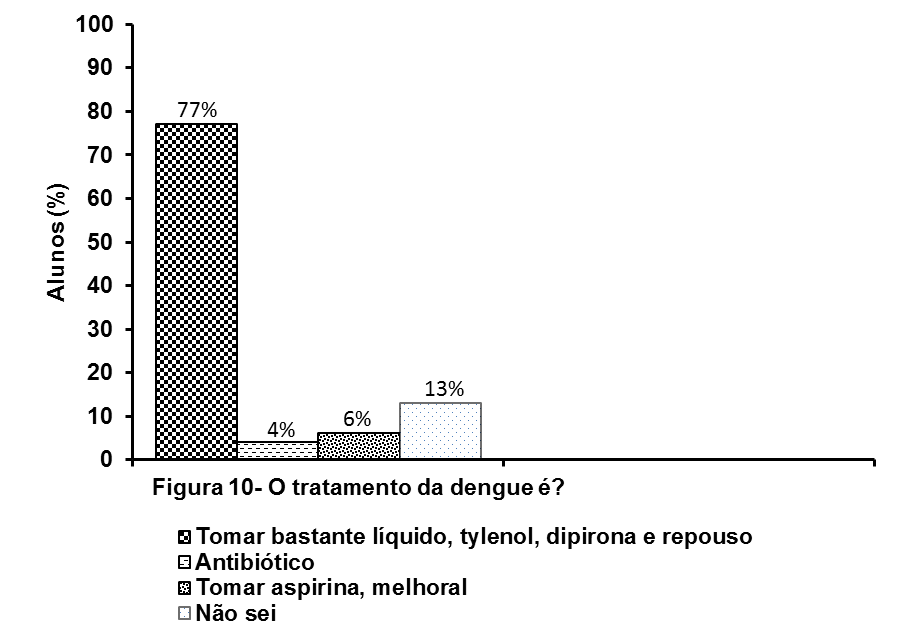 100
90
80
70
60
50
40
30
20
10
0
Alunos (%)
77%
4%
6%
13%
Figura 10- O tratamento da dengue é?
Tomar bastante líquido, tylenol, dipirona e repouso
Antibiótico
Tomar aspirina, melhoral
Não sei